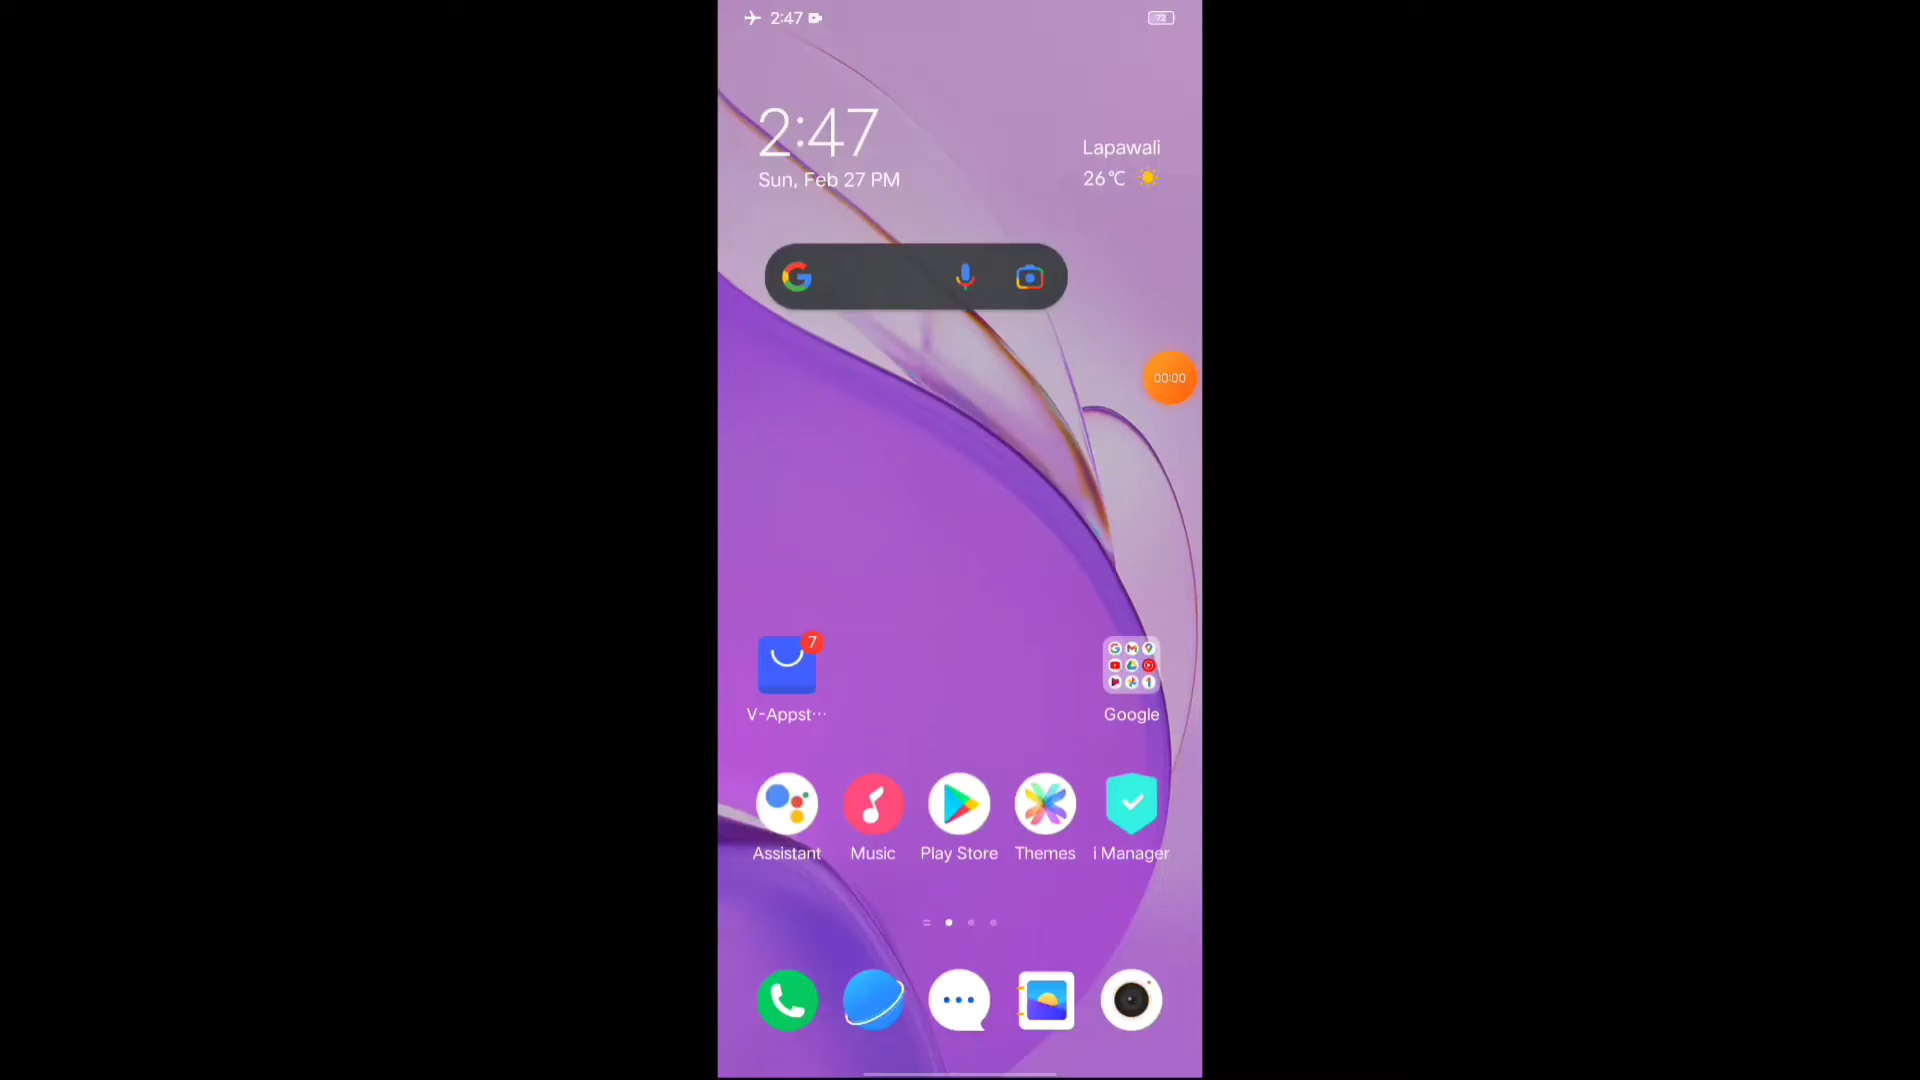 2:47
72
2:47
Sun, Feb 27 PM
Lapawali
26℃
00:00
7
V-Appst···
Google
Assistant
Music
Play Store
Themes
i Manager